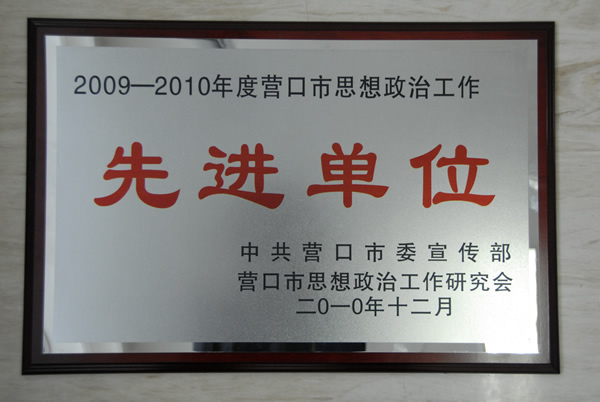 2009—2010年度营口市思想政治工作
先进单位
中共营口市委宣传部
营口市思想政治工作研究会
二0一0年十二月